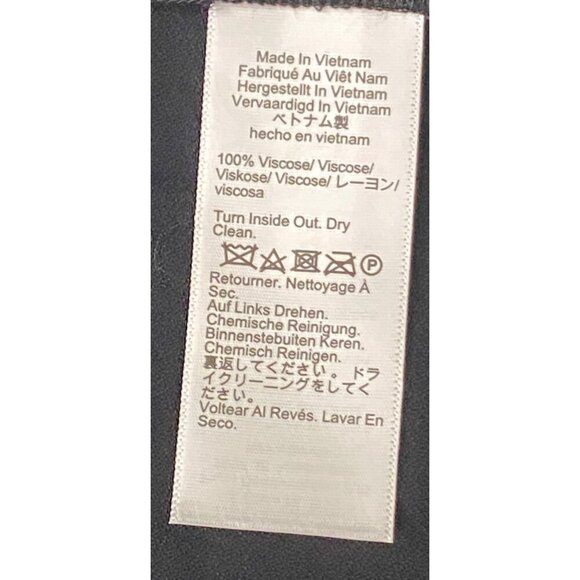 Made In Vietnam
Fabriqué Au Viêt Nam
Hergestellt In Vietnam
Vervaardigd In Vietnam
ベトナム製
hecho en vietnam
100% Viscose/ Viscose/
Viskose/ Viscose/ レーヨン/
viscosa
Turn Inside Out. Dry
Clean.
P
Retourner. Nettoyage À
Sec.
Auf Links Drehen.
Chemische Reinigung.
Binnenstebuiten Keren.
Chemisch Reinigen.
裏返してください。ドラ
イクリーニングをしてく
ださい。
Voltear Al Revés. Lavar En
Seco.